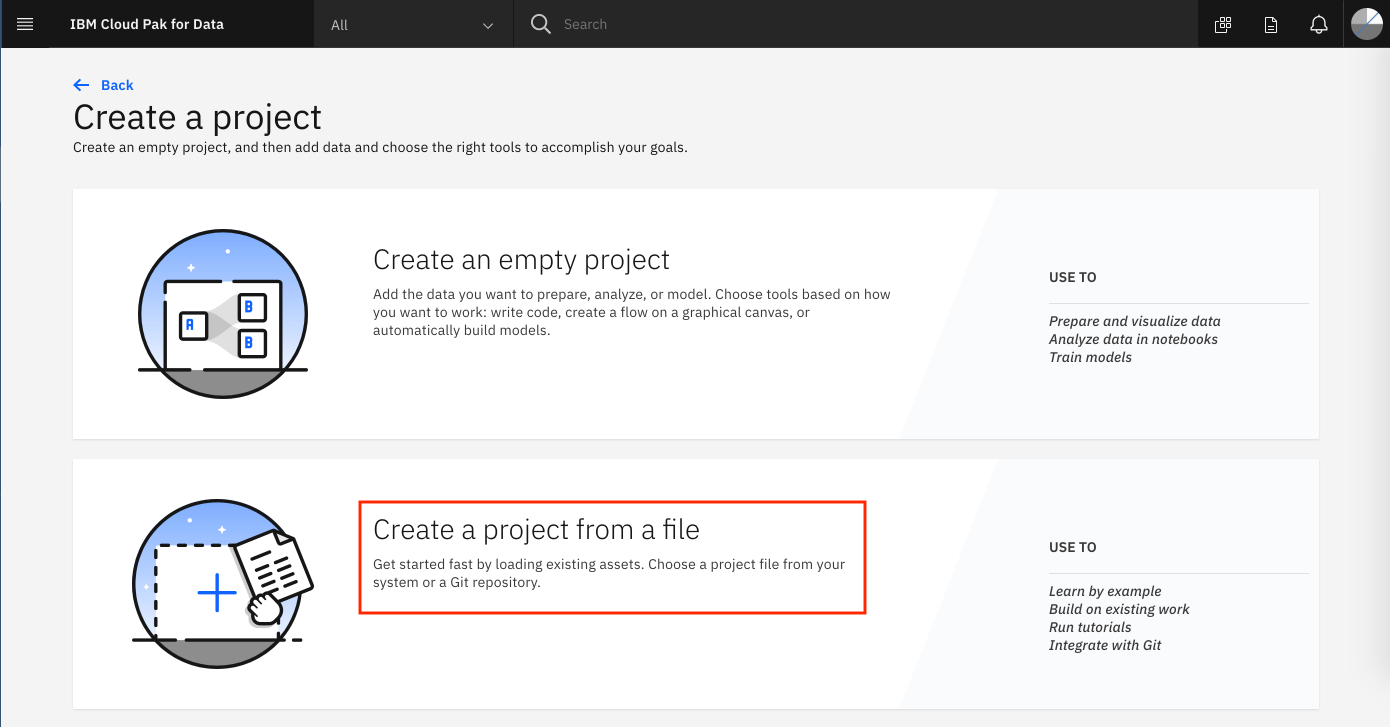 IBM Cloud Pak for Data
All
Search
Back
Create a project
Create an empty project, and then add data and choose the right tools to accomplish your goals.
Create an empty project
Add the data you want to prepare, analyze, or model. Choose tools based on how
you want to work: write code, create a flow on a graphical canvas, or
automatically build models.
A
B
B
USE TO
Prepare and visualize data
Analyze data in notebooks
Train models
Create a project from a file
Get started fast by loading existing assets. Choose a project file from your
system or a Git repository.
USE TO
Learn by example
Build on existing work
Run tutorials
Integrate with Git